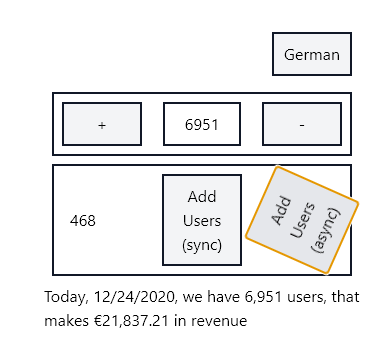 German
+ 6951 -
468
Add
Users
(sync)
Add
Users
(async)
Today, 12/24/2020, we have 6,951 users, that
makes €21,837.21 in revenue